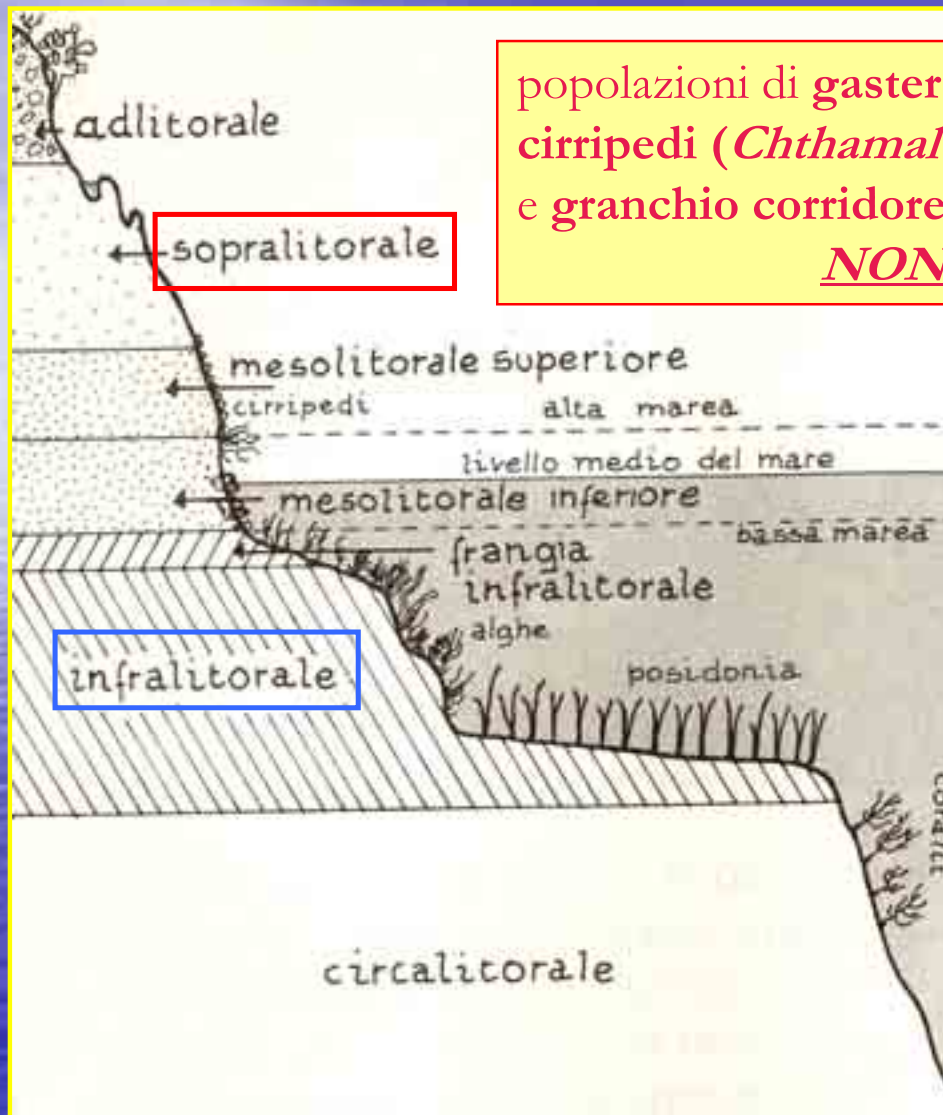 popolazioni di gaster
cirripedi (Chthamal
e granchio corridore
NON
adlitorale
sopralitorale
mesolitorale superiore
cirripedi
alta marea
livello medio del mare
mesolitorale inferiore
bassa marea
frangia
infralitorale
alghe
infralitorale
posidonia
circalitorale